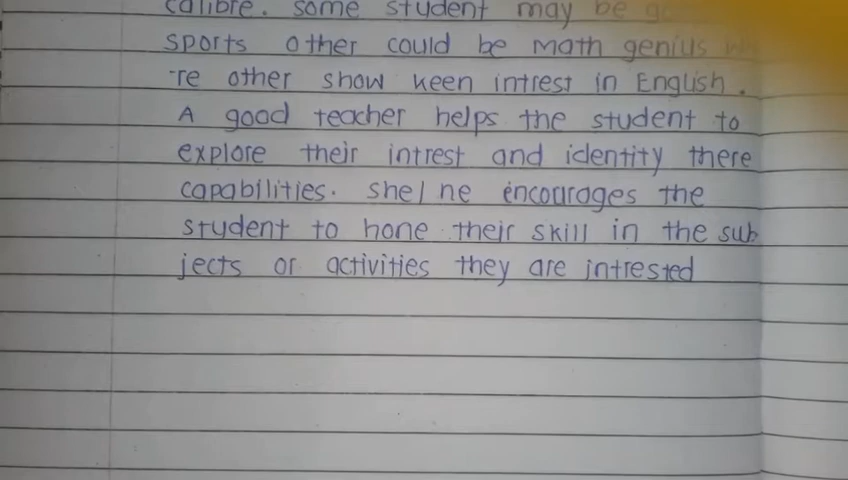 calibre. some student may be
sports other could be math genius
-re other show keen intrest in English.
A good teacher helps the student to
explore their intrest and identity there
capabilities. she/ he encourages the
student to hone their skill in the sub
jects or activities they are intrested